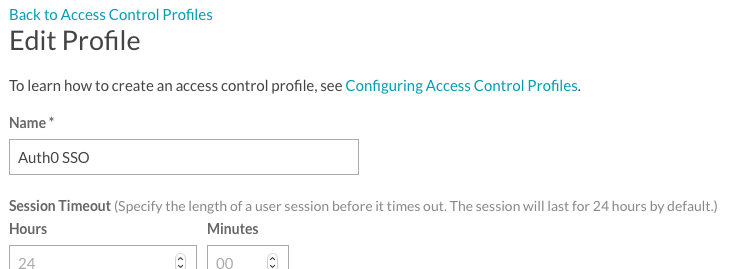 Back to Access Control Profiles
Edit Profile
To learn how to create an access control profile, see Configuring Access Control Profiles.
Name *
Auth0 SSO
Session Timeout (Specify the length of a user session before it times out. The session will last for 24 hours by default.)
Hours Minutes
24 00